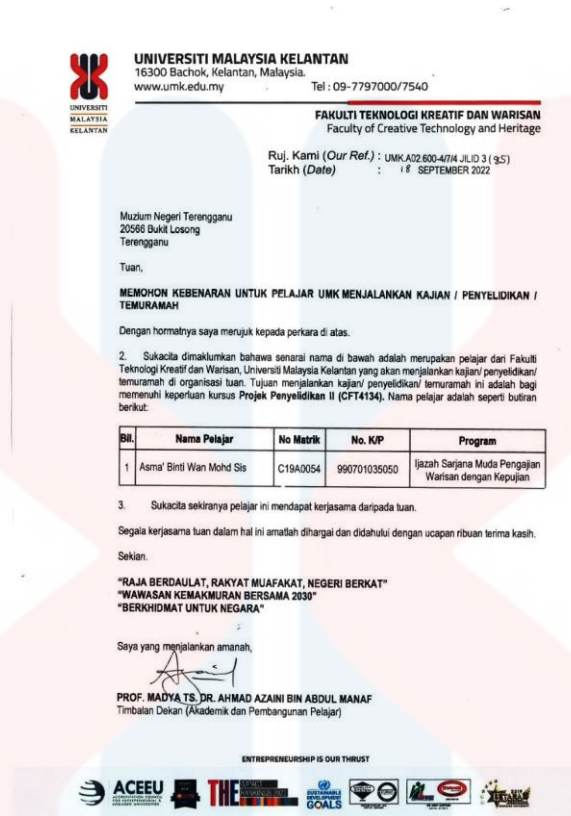 UNIVERSITI MALAYSIA KELANTAN
16300 Bachok, Kelantan, Malaysia.
www.umk.edu.my Tel : 09-7797000/7540
UNIVERSITI
MALAYSIA
KELANTAN
FAKULTI TEKNOLOGI KREATIF DAN WARISAN
Faculty of Creative Technology and Heritage
Ruj. Kami (Our Ref.) : UMK.A02.600-4/7/4 JILID 3 (95)
Tarikh (Date) : 18 SEPTEMBER 2022
Muzium Negeri Terengganu
20566 Bukit Losong
Terengganu
Tuan,
MEMOHON KEBENARAN UNTUK PELAJAR UMK MENJALANKAN KAJIAN / PENYELIDIKAN /
TEMURAMAH
Dengan hormatnya saya merujuk kepada perkara di atas.
2. Sukacita dimaklumkan bahawa senarai nama di bawah adalah merupakan pelajar dari Fakulti
Teknologi Kreatif dan Warisan, Universiti Malaysia Kelantan yang akan menjalankan kajian/ penyelidikan/
temuramah di organisasi tuan. Tujuan menjalankan kajian/ penyelidikan/ temuramah ini adalah bagi
memenuhi keperluan kursus Projek Penyelidikan II (CFT4134). Nama pelajar adalah seperti butiran
berikut:
Bil. Nama Pelajar No Matrik No. K/P Program
1 Asma' Binti Wan Mohd Sis C19A0054 990701035050 Ijazah Sarjana Muda Pengajian
Warisan dengan Kepujian
3. Sukacita sekiranya pelajar ini mendapat kerjasama daripada tuan.
Segala kerjasama tuan dalam hal ini amatlah dihargai dan didahului dengan ucapan ribuan terima kasih.
Sekian.
"RAJA BERDAULAT, RAKYAT MUAFAKAT, NEGERI BERKAT"
"WAWASAN KEMAKMURAN BERSAMA 2030"
"BERKHIDMAT UNTUK NEGARA"
Saya yang menjalankan amanah,
PROF. MADYA TS. DR. AHMAD AZAINI BIN ABDUL MANAF
Timbalan Dekan (Akademik dan Pembangunan Pelajar)
ENTREPRENEURSHIP IS OUR THRUST
ACEEU
THE
SUSTAINABLE
DEVELOPMENT
GOALS